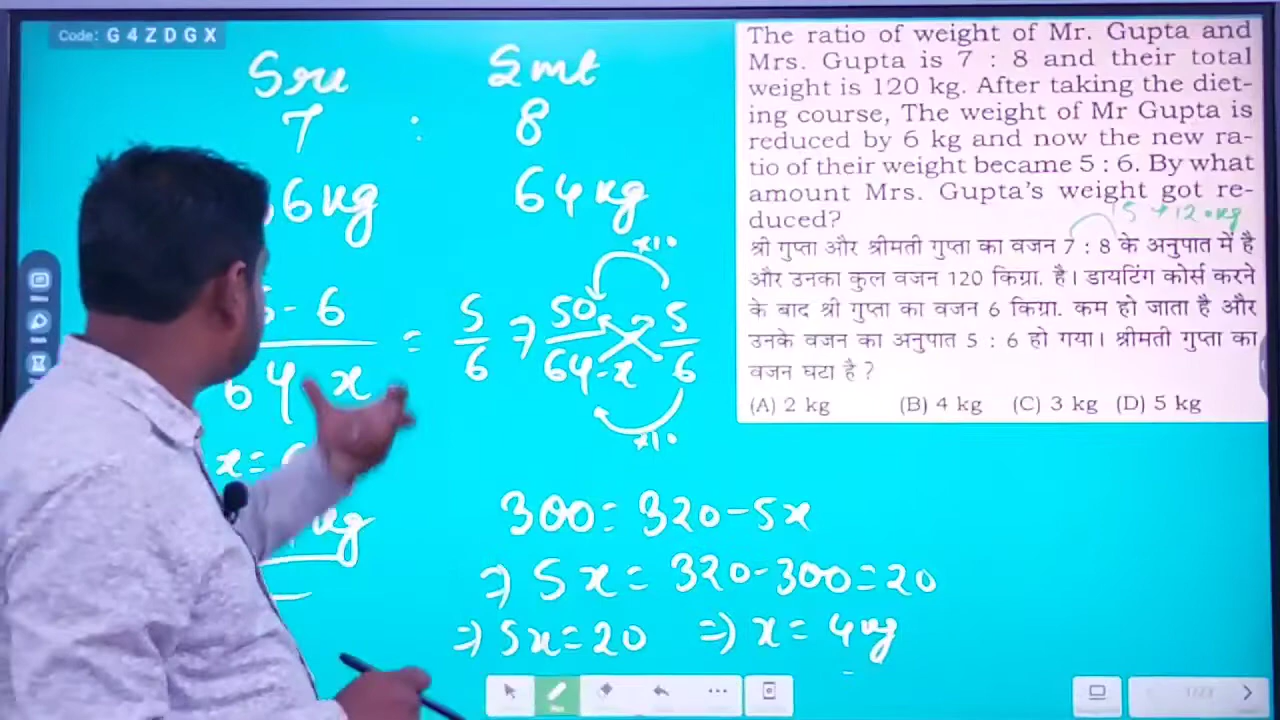 Code: G 4 Z D G X
Sru Smt
7 : 8
6kg 64kg
- 6 = 5 ⇒ 50 5
64 x 6 64-x 6
x10
x10
x=
kg
300 = 320-5x
⇒ 5x = 320-300 = 20
⇒ 5x = 20 ⇒ x = 4kg
The ratio of weight of Mr. Gupta and
Mrs. Gupta is 7 : 8 and their total
weight is 120 kg. After taking the diet-
ing course, The weight of Mr Gupta is
reduced by 6 kg and now the new ra-
tio of their weight became 5 : 6. By what
amount Mrs. Gupta's weight got re-
duced?
15 → 120kg
श्री गुप्ता और श्रीमती गुप्ता का वजन 7 : 8 के अनुपात में है
और उनका कुल वजन 120 किग्रा. है। डायटिंग कोर्स करने
के बाद श्री गुप्ता का वजन 6 किग्रा. कम हो जाता है और
उनके वजन का अनुपात 5 : 6 हो गया। श्रीमती गुप्ता का
वजन घटा है ?
(A) 2 kg (B) 4 kg (C) 3 kg (D) 5 kg